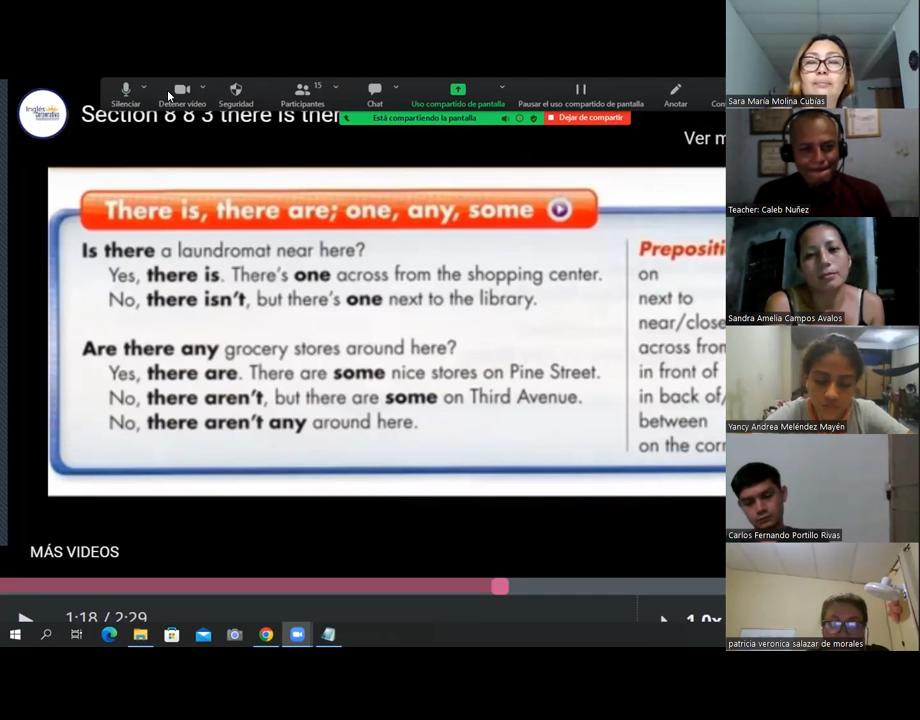 Silenciar
Detener vídeo
Seguridad
Participantes
15
Chat
Uso compartido de pantalla
Pausar el uso compartido de pantalla
Anotar
Inglés
Corporativo
Section 8 8 3 there is ther
Está compartiendo la pantalla
Dejar de compartir
Ver m
There is, there are; one, any, some
Is there a laundromat near here?
Yes, there is. There's one across from the shopping center.
No, there isn't, but there's one next to the library.
Are there any grocery stores around here?
Yes, there are. There are some nice stores on Pine Street.
No, there aren't, but there are some on Third Avenue.
No, there aren't any around here.
Prepositi
on
next to
near/close
across from
in front of
in back of/
between
on the corr
MÁS VIDEOS
1:18 / 2:29
1.0x
Sara María Molina Cubías
Teacher: Caleb Nuñez
Sandra Amelia Campos Avalos
Yancy Andrea Meléndez Mayén
Carlos Fernando Portillo Rivas
patricia veronica salazar de morales